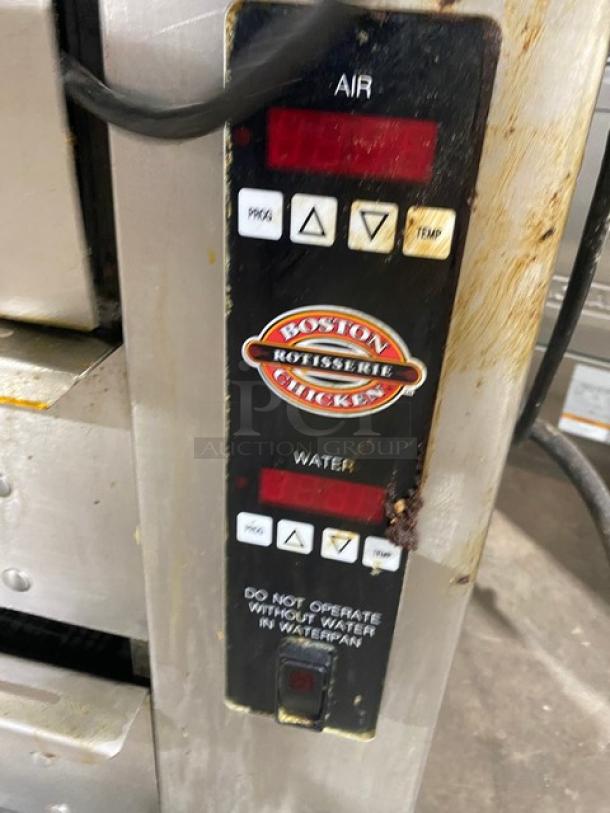 AIR
PROG
TEMP
BOSTON
ROTISSERIE
CHICKEN
PCI
AUCTION GROUP
WATER
PROG
TEMP
DO NOT OPERATE
WITHOUT WATER
IN WATERPAN